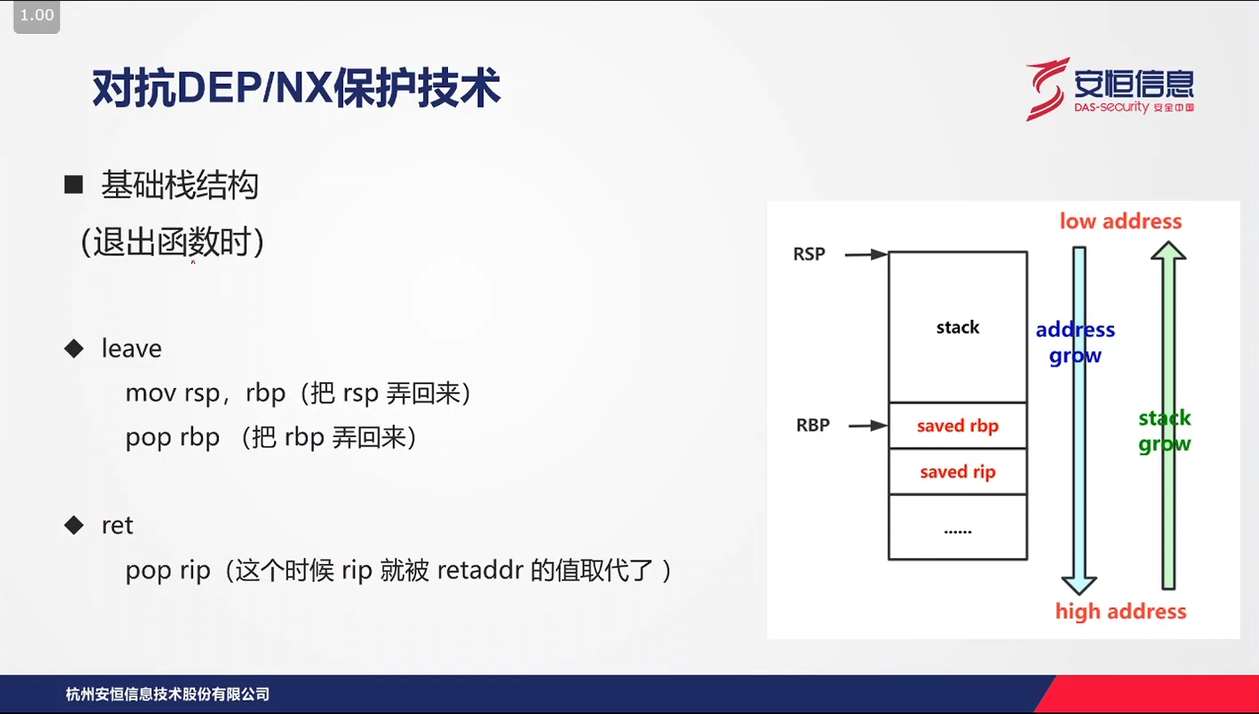 1.00
对抗DEP/NX保护技术
安恒信息
DAS-security 安全中国
■ 基础栈结构
（退出函数时）
◆ leave
mov rsp，rbp（把 rsp 弄回来）
pop rbp （把 rbp 弄回来）
◆ ret
pop rip（这个时候 rip 就被 retaddr 的值取代了 ）
low address
RSP
stack
address
grow
RBP
saved rbp
stack
grow
saved rip
......
high address
杭州安恒信息技术股份有限公司